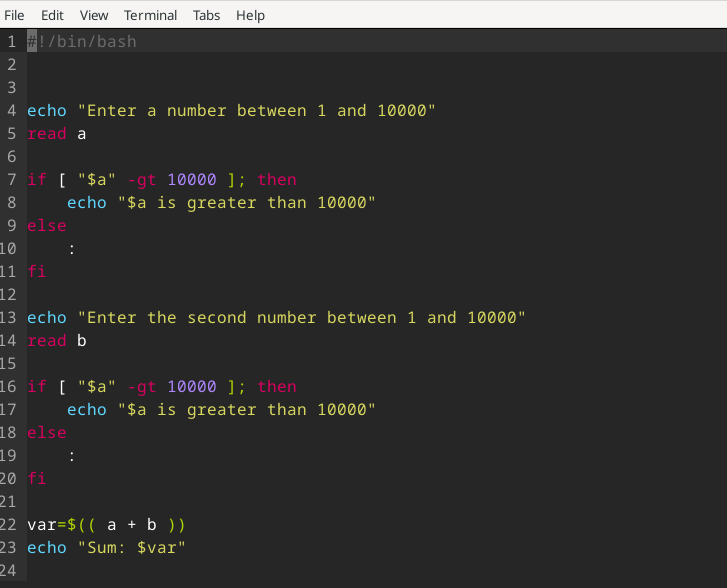 File Edit View Terminal Tabs Help
1 #!/bin/bash
2
3
4 echo "Enter a number between 1 and 10000"
5 read a
6
7 if [ "$a" -gt 10000 ]; then
8     echo "$a is greater than 10000"
9 else
10     :
11 fi
12
13 echo "Enter the second number between 1 and 10000"
14 read b
15
16 if [ "$a" -gt 10000 ]; then
17     echo "$a is greater than 10000"
18 else
19     :
20 fi
21
22 var=$(( a + b ))
23 echo "Sum: $var"
24